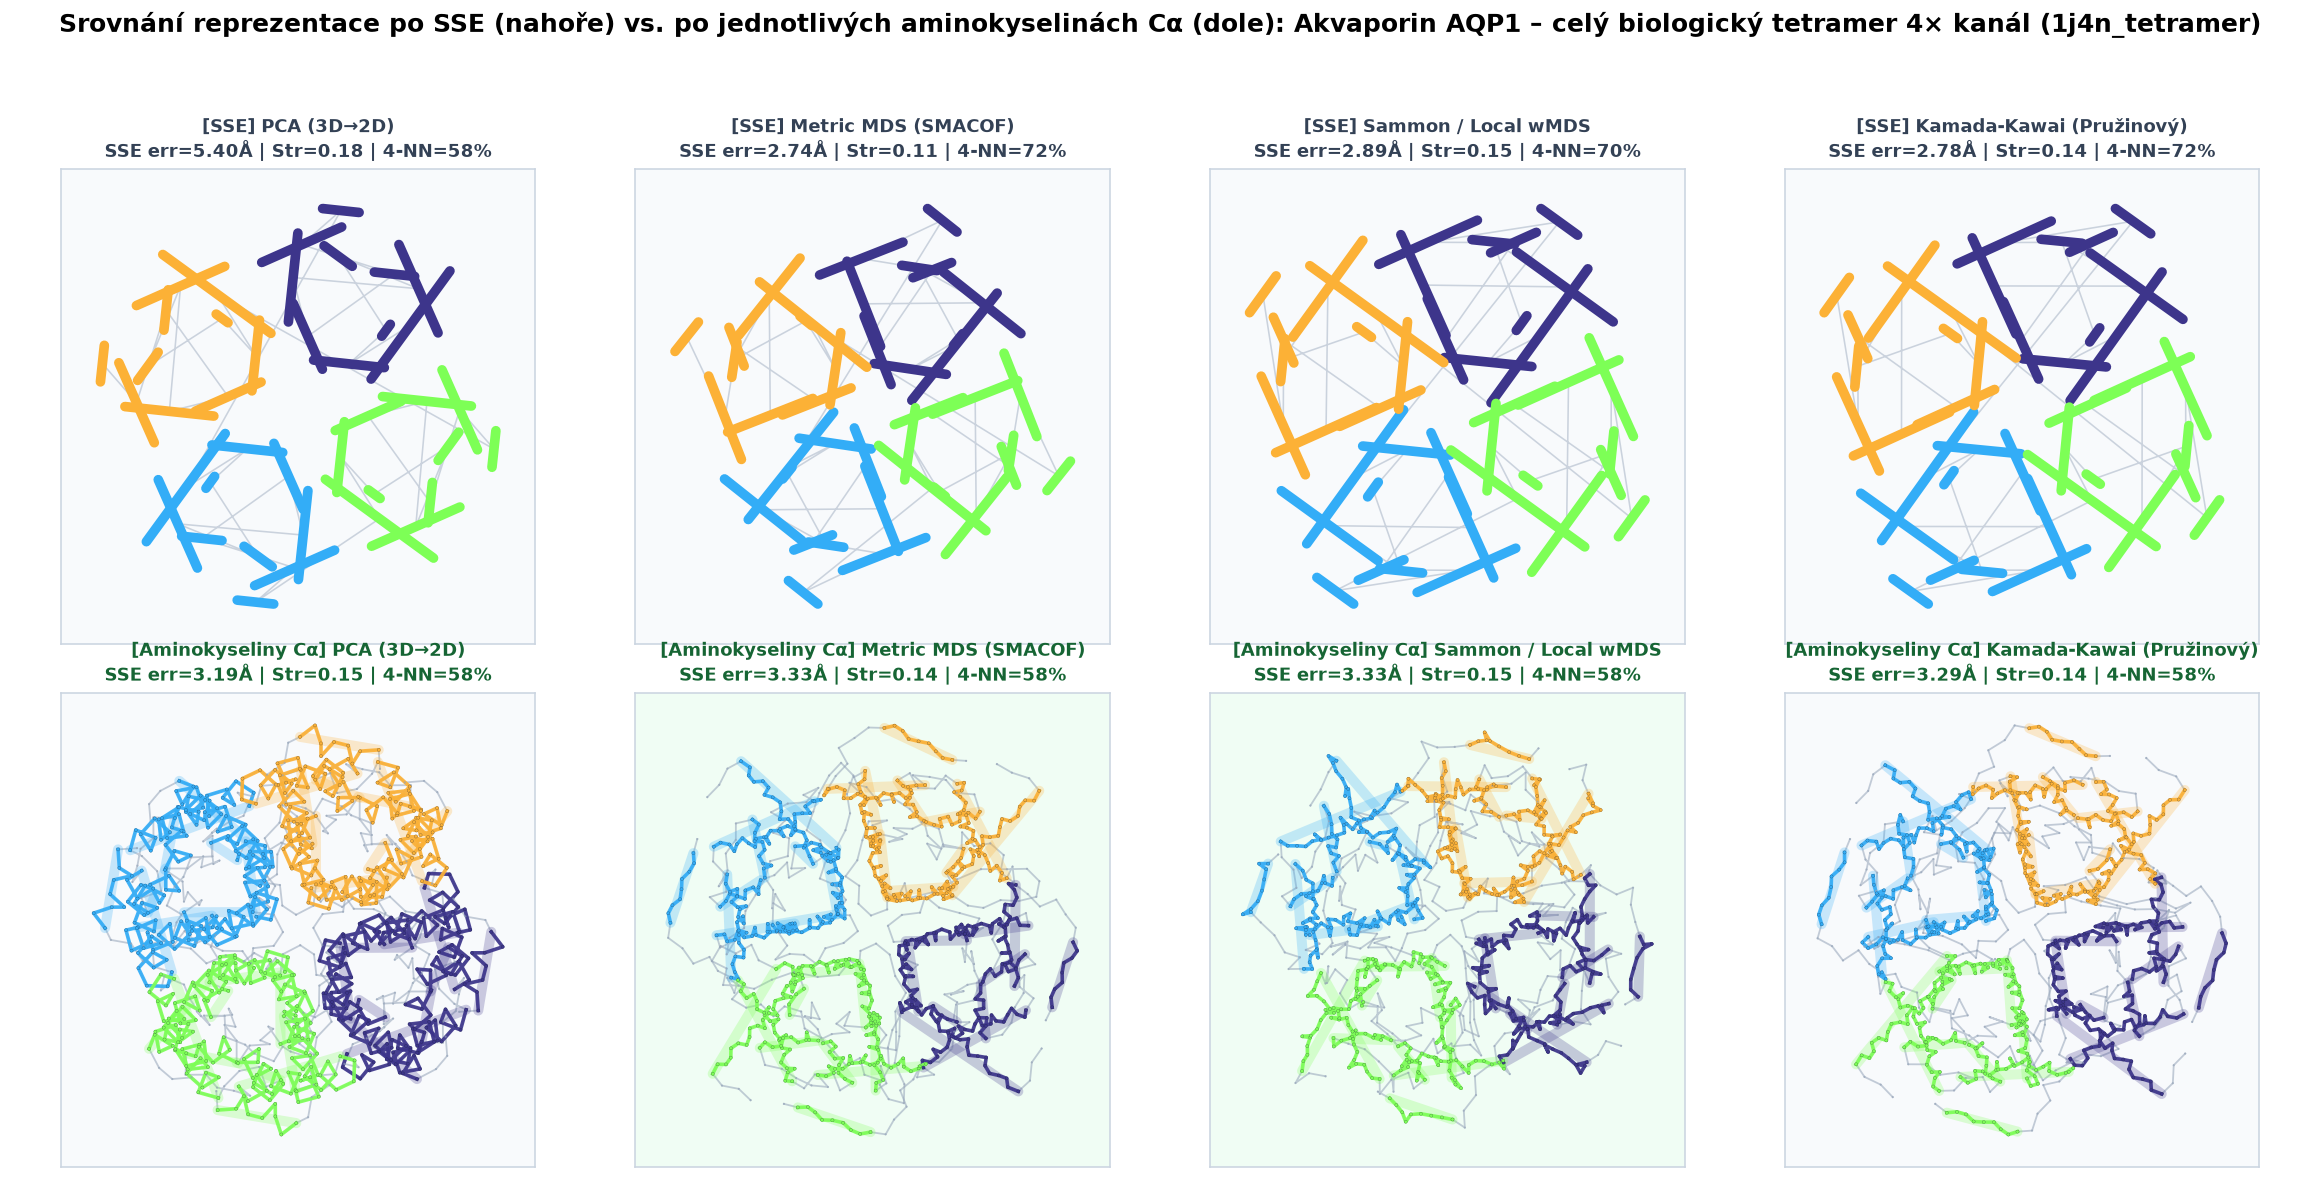 Srovnání reprezentace po SSE (nahoře) vs. po jednotlivých aminokyselinách Cα (dole): Akvaporin AQP1 – celý biologický tetramer 4× kanál (1j4n_tetramer)
[SSE] PCA (3D→2D)
SSE err=5.40Å | Str=0.18 | 4-NN=58%
[SSE] Metric MDS (SMACOF)
SSE err=2.74Å | Str=0.11 | 4-NN=72%
[SSE] Sammon / Local wMDS
SSE err=2.89Å | Str=0.15 | 4-NN=70%
[SSE] Kamada-Kawai (Pružinový)
SSE err=2.78Å | Str=0.14 | 4-NN=72%
[Aminokyseliny Cα] PCA (3D→2D)
SSE err=3.19Å | Str=0.15 | 4-NN=58%
[Aminokyseliny Cα] Metric MDS (SMACOF)
SSE err=3.33Å | Str=0.14 | 4-NN=58%
[Aminokyseliny Cα] Sammon / Local wMDS
SSE err=3.33Å | Str=0.15 | 4-NN=58%
[Aminokyseliny Cα] Kamada-Kawai (Pružinový)
SSE err=3.29Å | Str=0.14 | 4-NN=58%